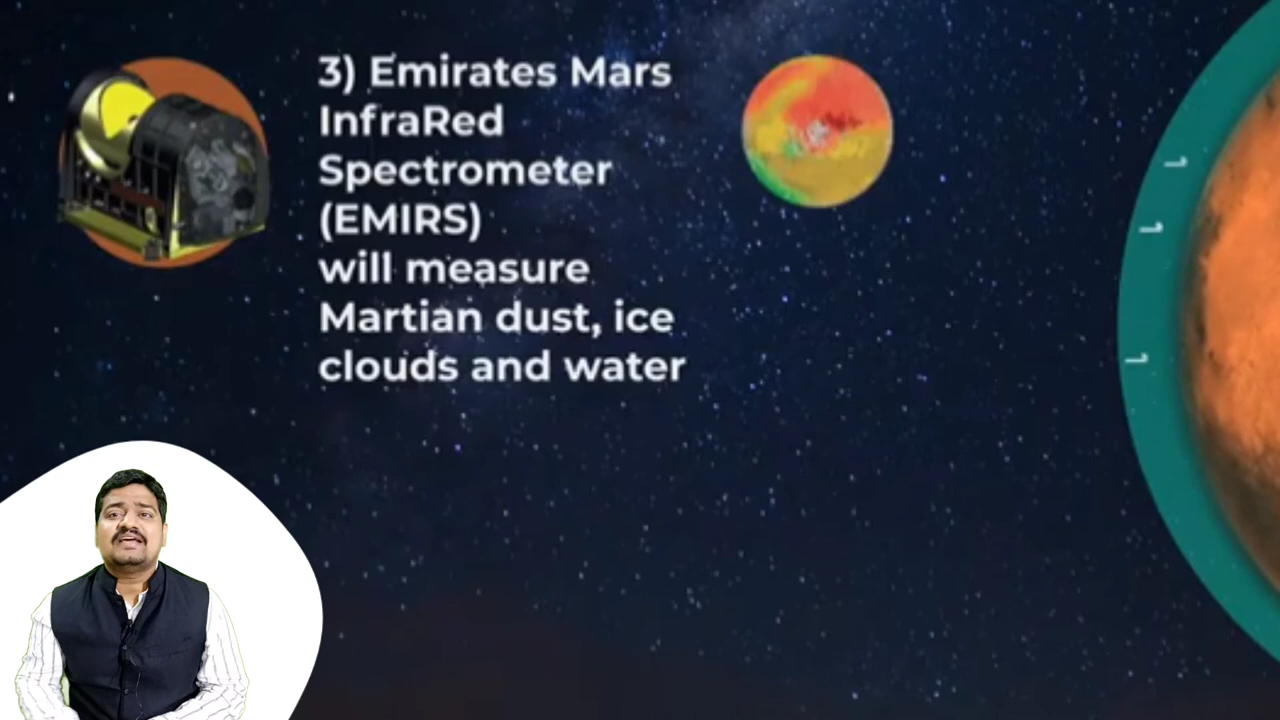 3) Emirates Mars
InfraRed
Spectrometer
(EMIRS)
will measure
Martian dust, ice
clouds and water